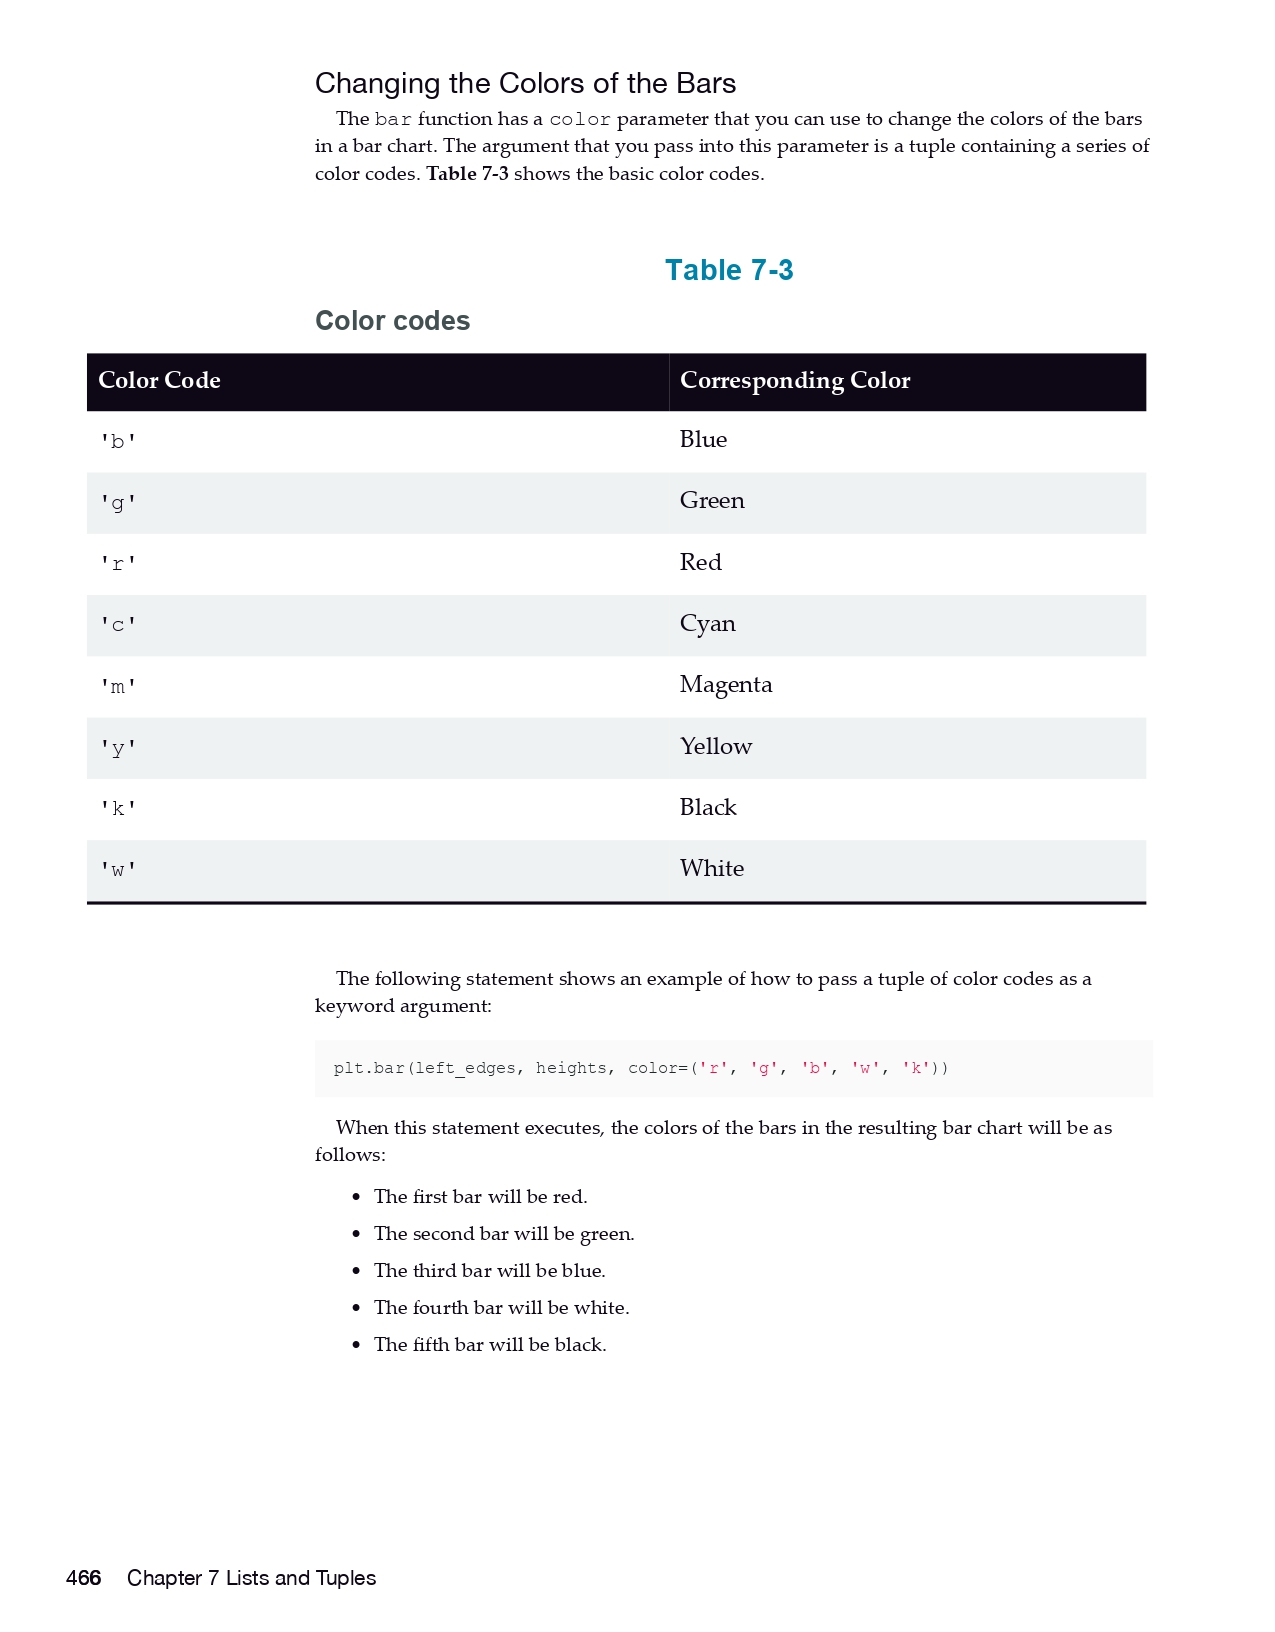 Changing the Colors of the Bars
The bar function has a color parameter that you can use to change the colors of the bars
in a bar chart. The argument that you pass into this parameter is a tuple containing a series of
color codes. Table 7-3 shows the basic color codes.
Table 7-3
Color codes
Color Code Corresponding Color
'b' Blue
'g' Green
'r' Red
'c' Cyan
'm' Magenta
'y' Yellow
'k' Black
'w' White
The following statement shows an example of how to pass a tuple of color codes as a
keyword argument:
plt.bar(left_edges, heights, color=('r', 'g', 'b', 'w', 'k'))
When this statement executes, the colors of the bars in the resulting bar chart will be as
follows:
• The first bar will be red.
• The second bar will be green.
• The third bar will be blue.
• The fourth bar will be white.
• The fifth bar will be black.
466 Chapter 7 Lists and Tuples